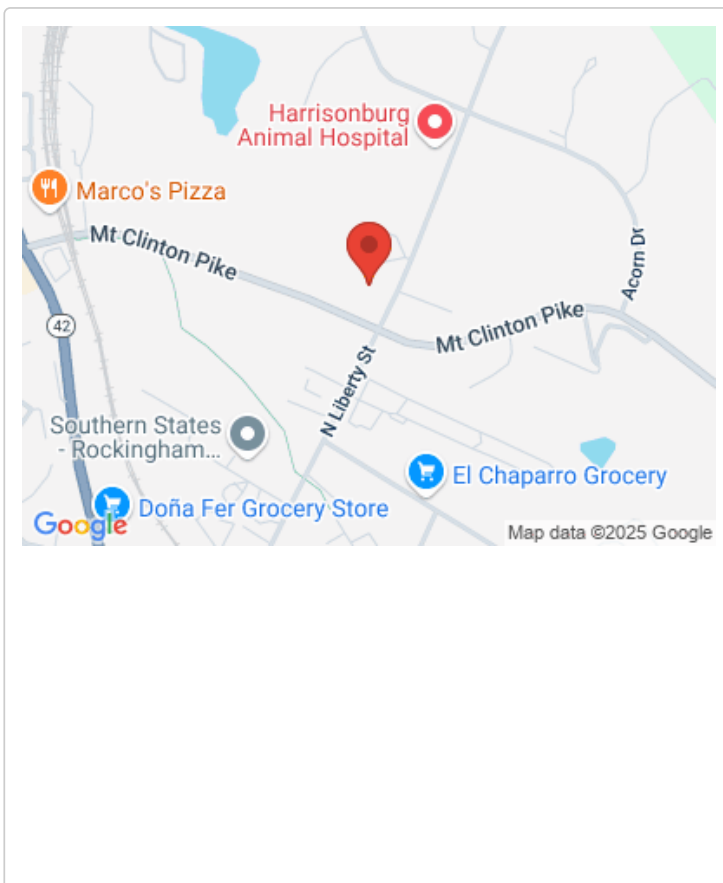 Harrisonburg
Animal Hospital
Marco's Pizza
Mt Clinton Pike
Acorn Dr
42
Mt Clinton Pike
N Liberty St
Southern States
- Rockingham...
El Chaparro Grocery
Doña Fer Grocery Store
Google
Map data ©2025 Google